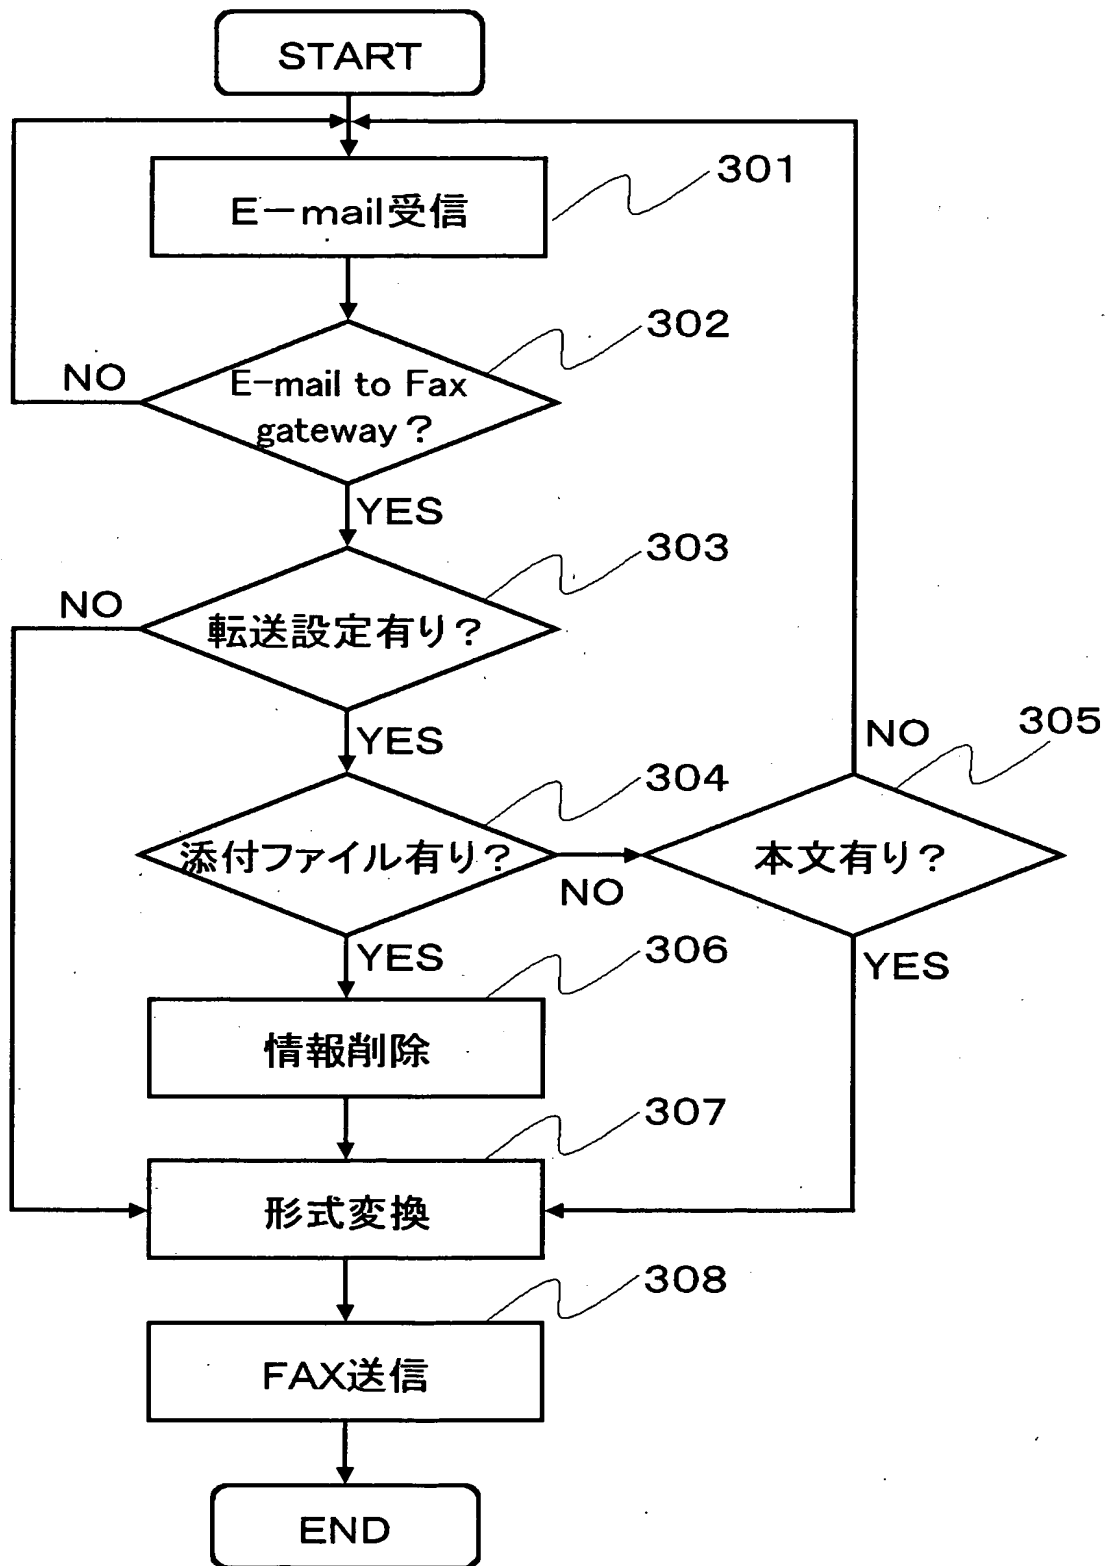 START
E-mail受信
301
302
E-mail to Fax
gateway?
NO
YES
303
転送設定有り?
NO
YES
304
添付ファイル有り?
NO
305
本文有り?
NO
YES
YES
306
情報削除
307
形式変換
308
FAX送信
END